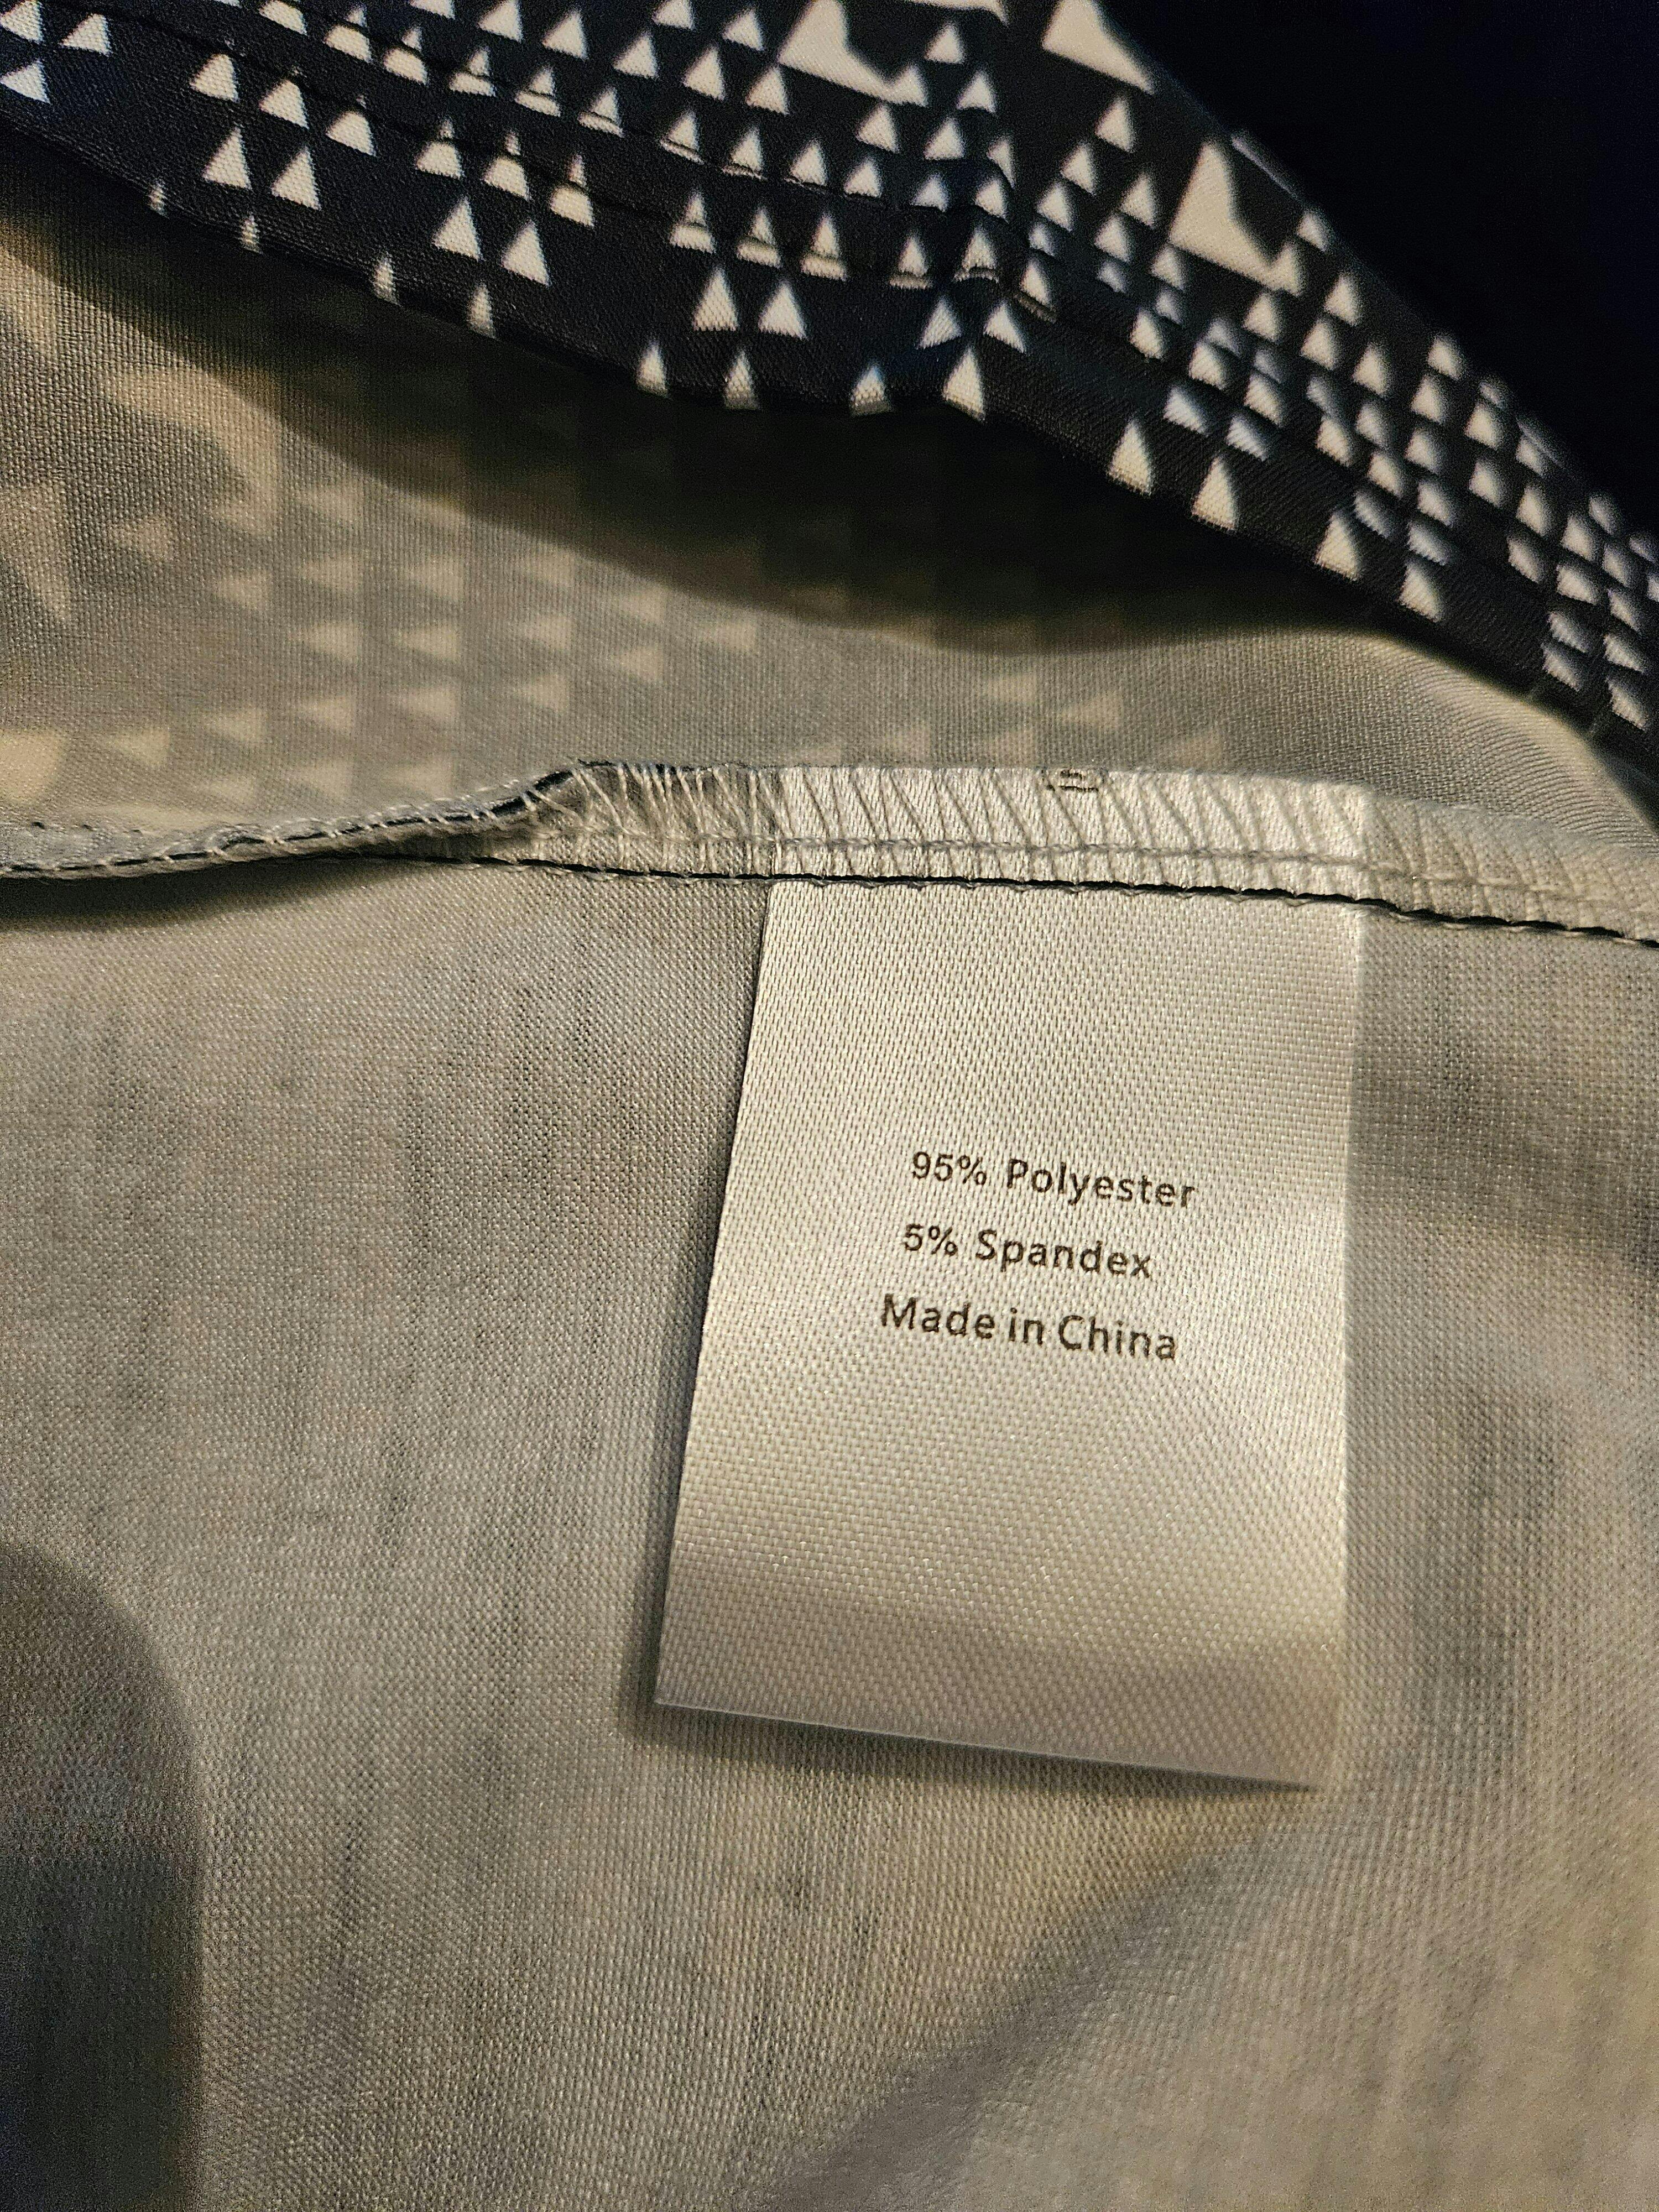 95% Polyester
5% Spandex
Made in China